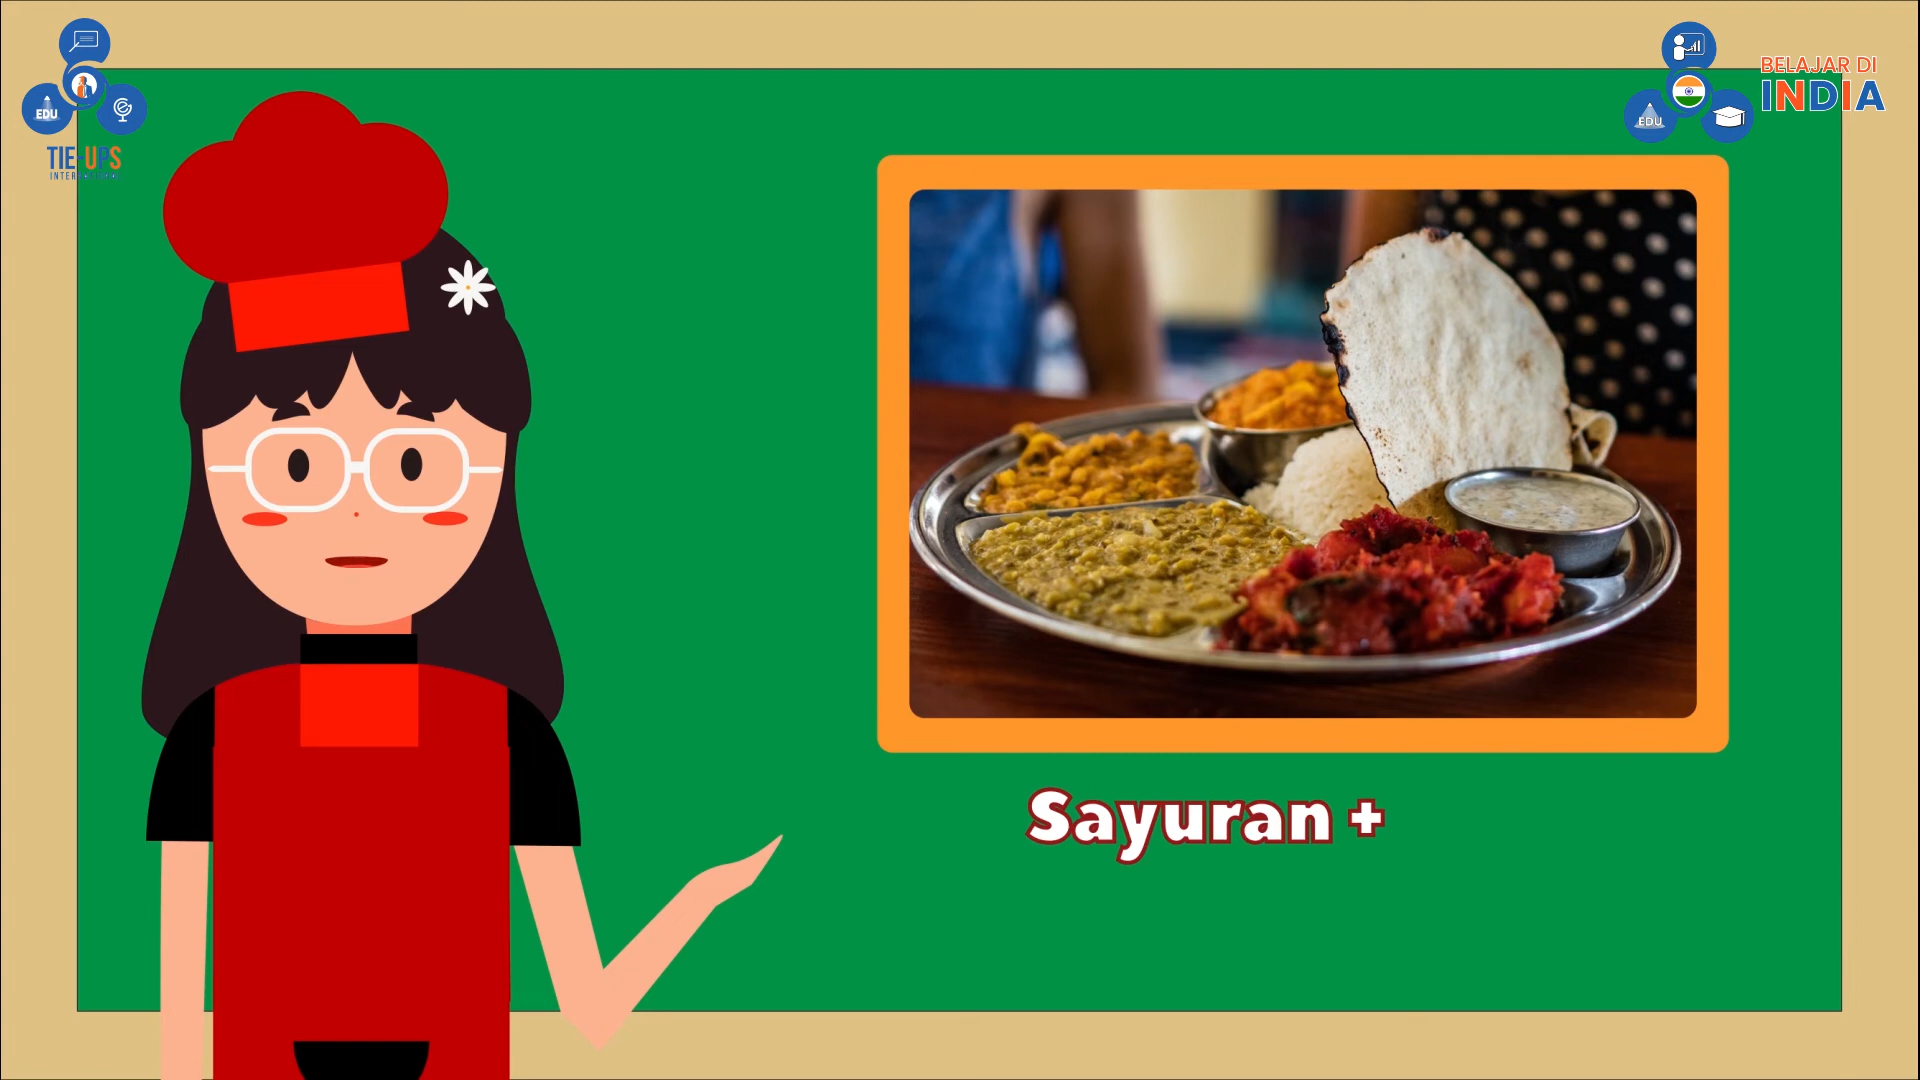 EDU
TIE-UPS
BELAJAR DI
INDIA
EDU
Sayuran +